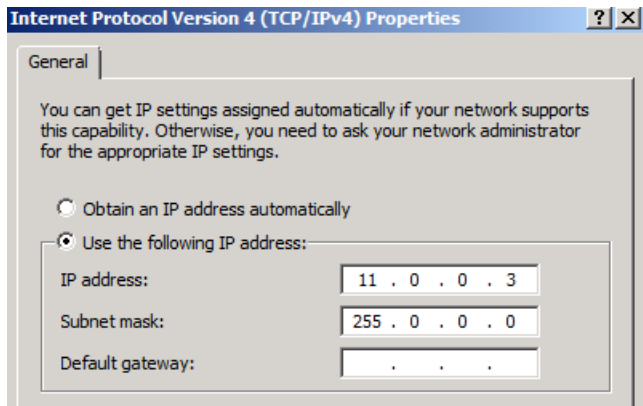 Internet Protocol Version 4 (TCP/IPv4) Properties ? X
General
You can get IP settings assigned automatically if your network supports
this capability. Otherwise, you need to ask your network administrator
for the appropriate IP settings.
Obtain an IP address automatically
Use the following IP address:
IP address: 11 . 0 . 0 . 3
Subnet mask: 255 . 0 . 0 . 0
Default gateway: . . .